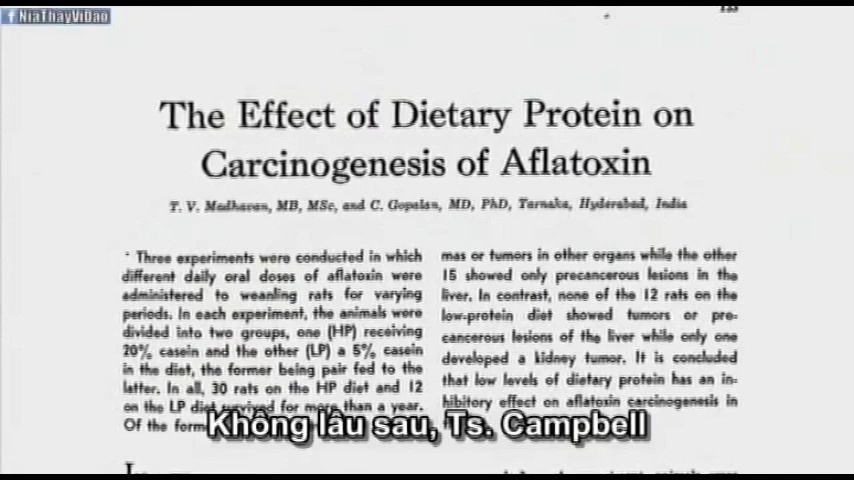 f NiaThayViDao
133
The Effect of Dietary Protein on
Carcinogenesis of Aflatoxin
T. V. Madhavan, MB, MSc, and C. Gopalan, MD, PhD, Tarnaka, Hyderabad, India
Three experiments were conducted in which
different daily oral doses of aflatoxin were
administered to weanling rats for varying
periods. In each experiment, the animals were
divided into two groups, one (HP) receiving
20% casein and the other (LP) a 5% casein
in the diet, the former being pair fed to the
latter. In all, 30 rats on the HP diet and 12
on the LP diet survived for more than a year.
Of the form
mas or tumors in other organs while the other
15 showed only precancerous lesions in the
liver. In contrast, none of the 12 rats on the
low-protein diet showed tumors or pre-
cancerous lesions of the liver while only one
developed a kidney tumor. It is concluded
that low levels of dietary protein has an in-
hibitory effect on aflatoxin carcinogenesis in
Không lâu sau, Ts. Campbell